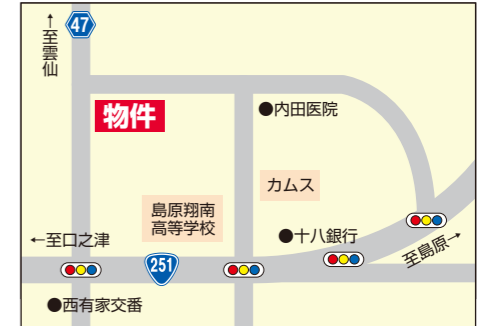 ↑至雲仙
47
物件
●内田医院
カムス
島原翔南
高等学校
←至口之津
●十八銀行
至島原→
251
●西有家交番